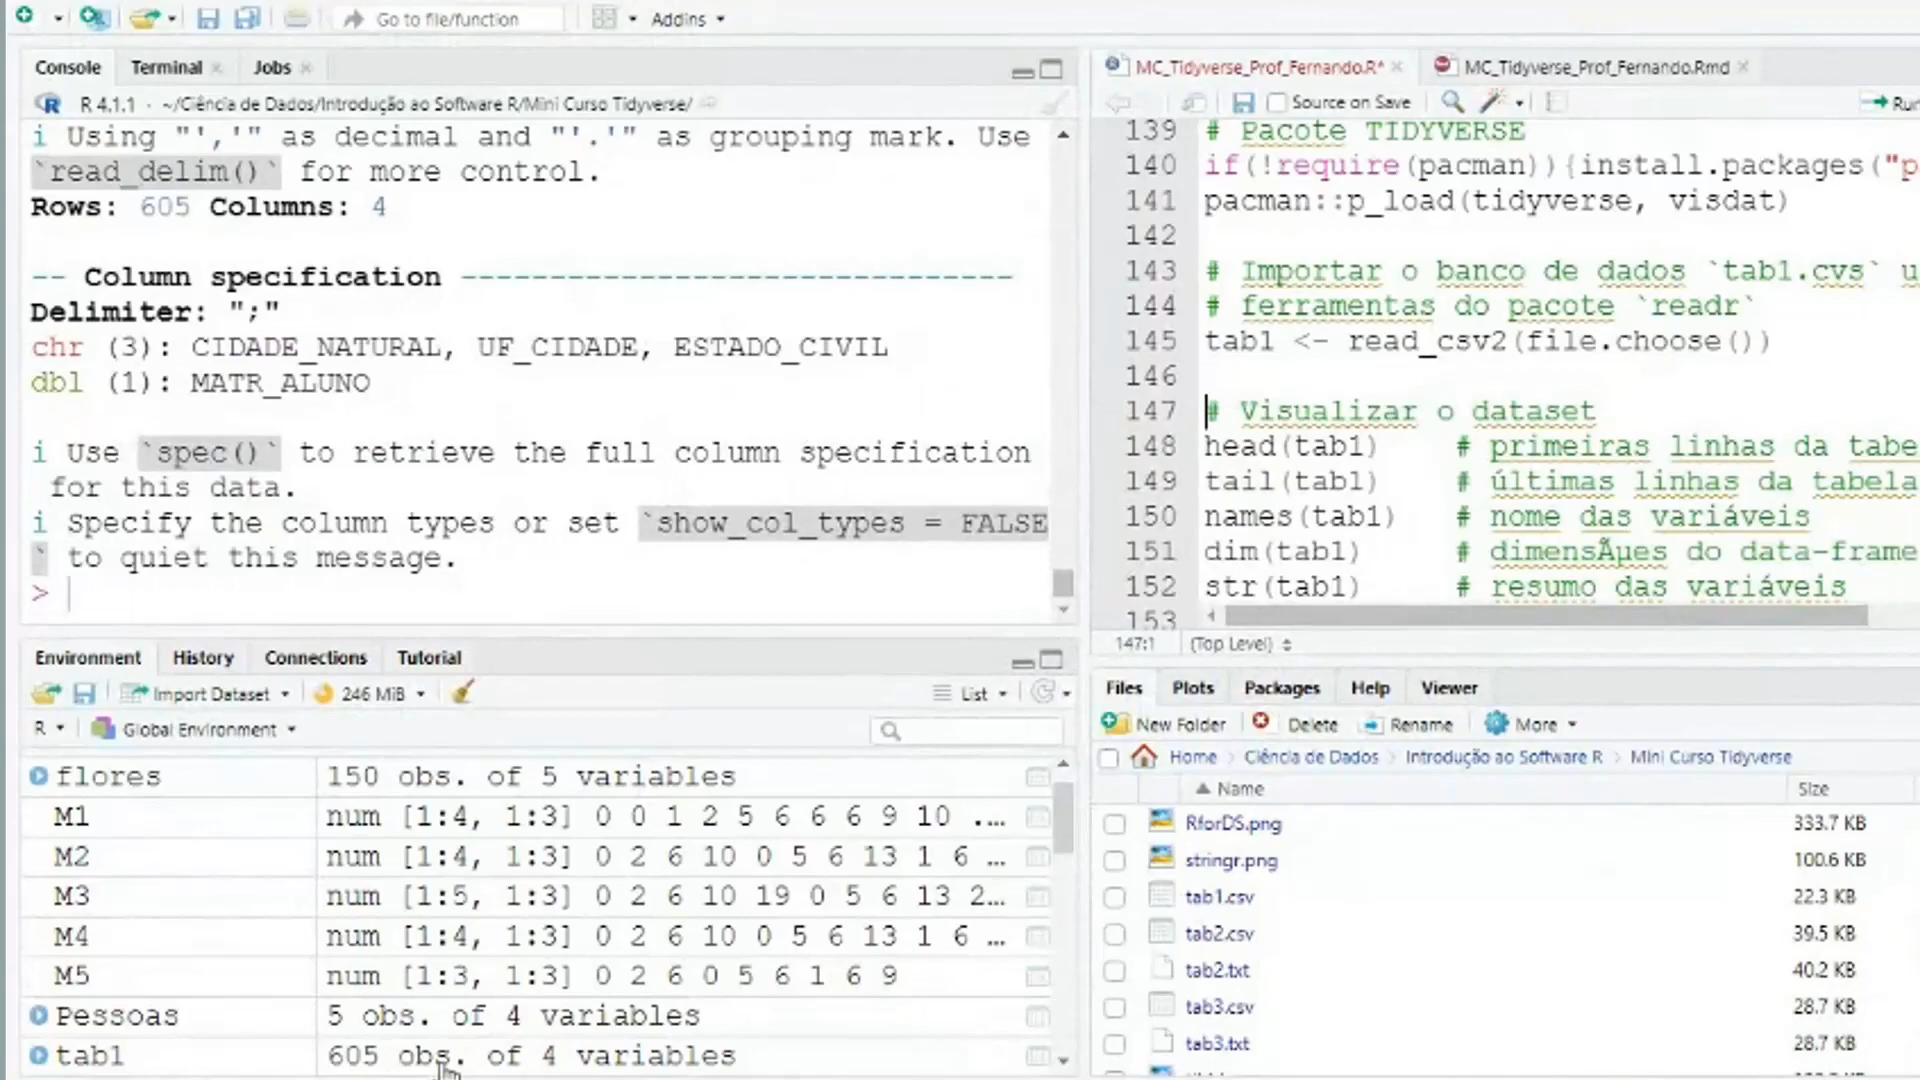 Go to file/function
Addins
Console Terminal Jobs
R 4.1.1 · ~/Ciência de Dados/Introdução ao Software R/Mini Curso Tidyverse/
i Using "','" as decimal and "'.'" as grouping mark. Use
`read_delim()` for more control.
Rows: 605 Columns: 4
-- Column specification -------------------------------
Delimiter: ";"
chr (3): CIDADE_NATURAL, UF_CIDADE, ESTADO_CIVIL
dbl (1): MATR_ALUNO
i Use `spec()` to retrieve the full column specification
for this data.
i Specify the column types or set `show_col_types = FALSE
` to quiet this message.
>
MC_Tidyverse_Prof_Fernando.R* MC_Tidyverse_Prof_Fernando.Rmd
Source on Save
139 # Pacote TIDYVERSE
140 if(!require(pacman)){install.packages("p
141 pacman::p_load(tidyverse, visdat)
142
143 # Importar o banco de dados `tab1.cvs` u
144 # ferramentas do pacote `readr`
145 tab1 <- read_csv2(file.choose())
146
147 # Visualizar o dataset
148 head(tab1) # primeiras linhas da tabe
149 tail(tab1) # últimas linhas da tabela
150 names(tab1) # nome das variáveis
151 dim(tab1) # dimensÃµes do data-frame
152 str(tab1) # resumo das variáveis
153
147:1 (Top Level)
Environment History Connections Tutorial
Import Dataset 246 MiB List
R Global Environment
flores 150 obs. of 5 variables
M1 num [1:4, 1:3] 0 0 1 2 5 6 6 6 9 10 ...
M2 num [1:4, 1:3] 0 2 6 10 0 5 6 13 1 6 ...
M3 num [1:5, 1:3] 0 2 6 10 19 0 5 6 13 2...
M4 num [1:4, 1:3] 0 2 6 10 0 5 6 13 1 6 ...
M5 num [1:3, 1:3] 0 2 6 0 5 6 1 6 9
Pessoas 5 obs. of 4 variables
tab1 605 obs. of 4 variables
Files Plots Packages Help Viewer
New Folder Delete Rename More
Home Ciência de Dados Introdução ao Software R Mini Curso Tidyverse
Name Size
RforDS.png 333.7 KB
stringr.png 100.6 KB
tab1.csv 22.3 KB
tab2.csv 39.5 KB
tab2.txt 40.2 KB
tab3.csv 28.7 KB
tab3.txt 28.7 KB